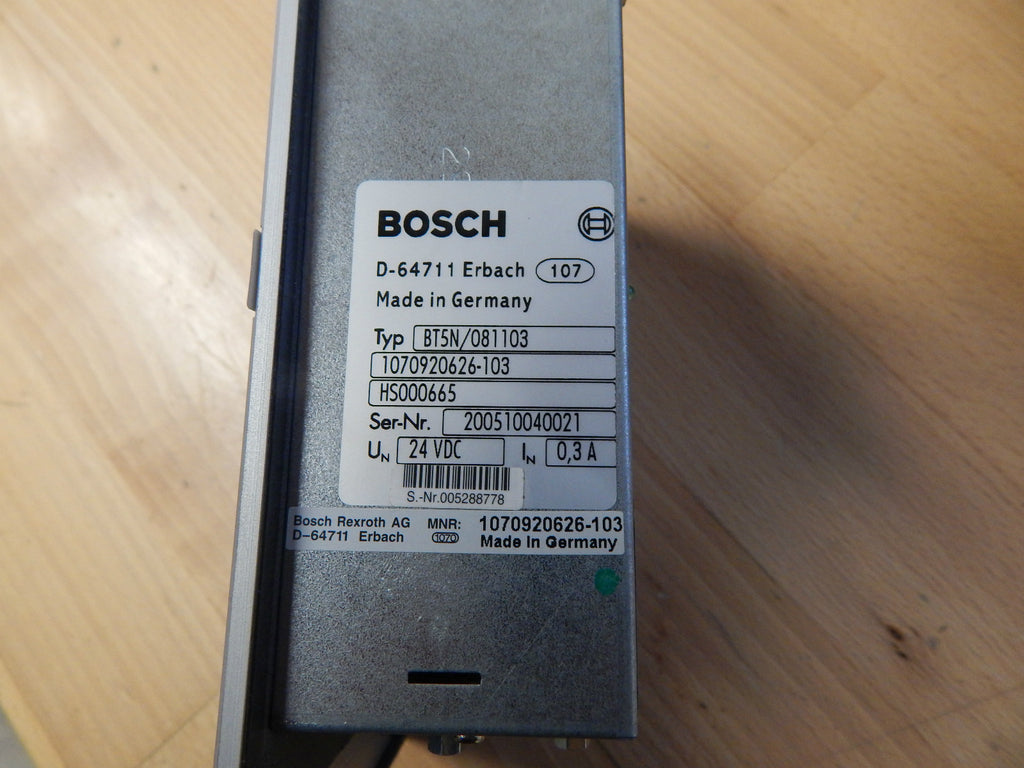 BOSCH
D-64711 Erbach 107
Made in Germany
Typ BT5N/081103
1070920626-103
HS000665
Ser-Nr. 200510040021
UN 24 VDC IN 0,3 A
S.-Nr.005288778
Bosch Rexroth AG MNR: 1070920626-103
D-64711 Erbach 1070 Made In Germany